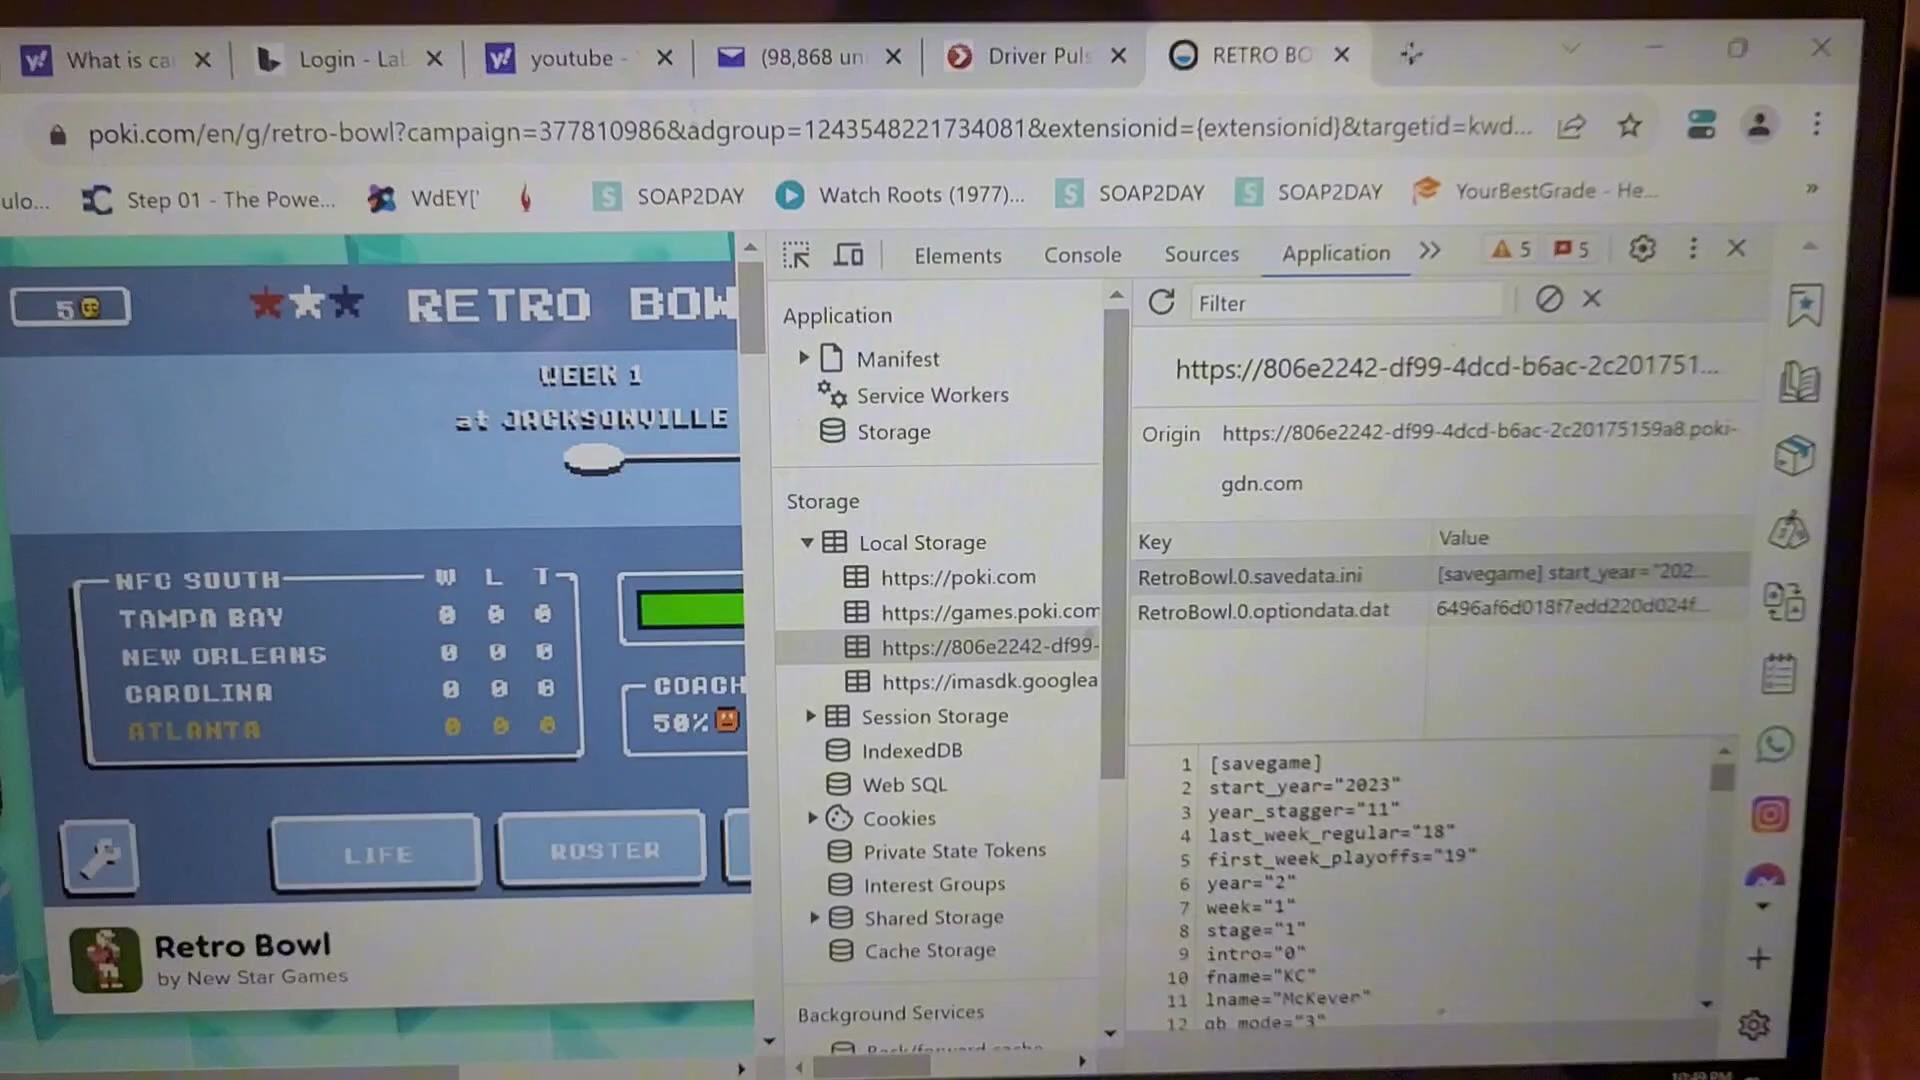 What is ca
Login - Lab
youtube -
(98,868 un
Driver Puls
RETRO BO
poki.com/en/g/retro-bowl?campaign=377810986&adgroup=1243548221734081&extensionid={extensionid}&targetid=kwd...
ulo...
Step 01 - The Powe...
WdEY['
SOAP2DAY
Watch Roots (1977)...
SOAP2DAY
SOAP2DAY
YourBestGrade - He...
»
5
RETRO BOW
WEEK 1
at JACKSONVILLE
NFC SOUTH W L T
TAMPA BAY 0 0 0
NEW ORLEANS 0 0 0
CAROLINA 0 0 0
ATLANTA 0 0 0
COACH
50%
LIFE
ROSTER
Retro Bowl
by New Star Games
Elements
Console
Sources
Application
5
5
Application
Manifest
Service Workers
Storage
Storage
Local Storage
https://poki.com
https://games.poki.com
https://806e2242-df99-
https://imasdk.googlea
Session Storage
IndexedDB
Web SQL
Cookies
Private State Tokens
Interest Groups
Shared Storage
Cache Storage
Background Services
Filter
https://806e2242-df99-4dcd-b6ac-2c201751...
Origin https://806e2242-df99-4dcd-b6ac-2c20175159a8.poki-
gdn.com
Key Value
RetroBowl.0.savedata.ini [savegame] start_year="202...
RetroBowl.0.optiondata.dat 6496af6d018f7edd220d024f...
1 [savegame]
2 start_year="2023"
3 year_stagger="11"
4 last_week_regular="18"
5 first_week_playoffs="19"
6 year="2"
7 week="1"
8 stage="1"
9 intro="0"
10 fname="KC"
11 lname="McKever"
12 qb_mode="3"